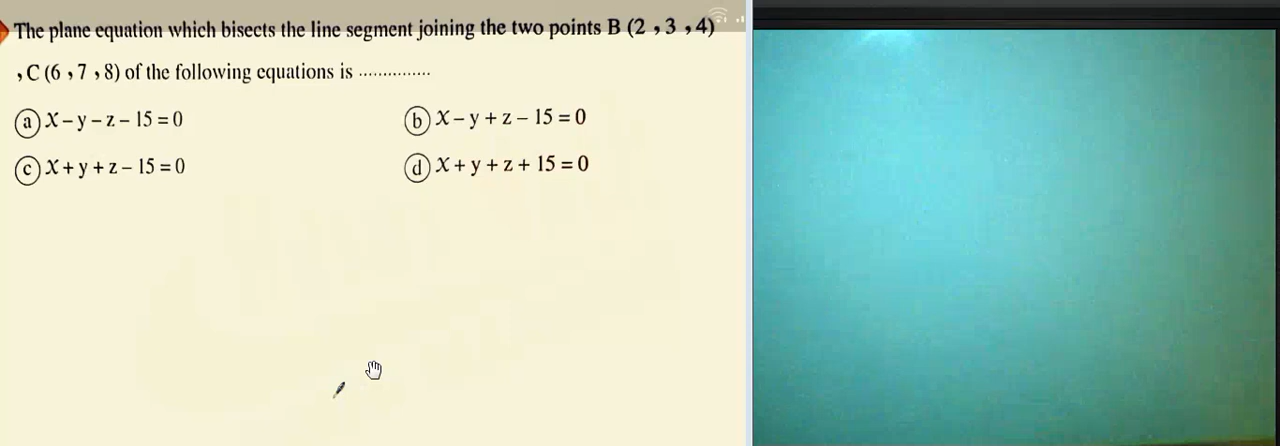 The plane equation which bisects the line segment joining the two points B (2 , 3 , 4)
, C (6 , 7 , 8) of the following equations is ...............
ⓐ X – y – z – 15 = 0
ⓑ X – y + z – 15 = 0
ⓒ X + y + z – 15 = 0
ⓓ X + y + z + 15 = 0